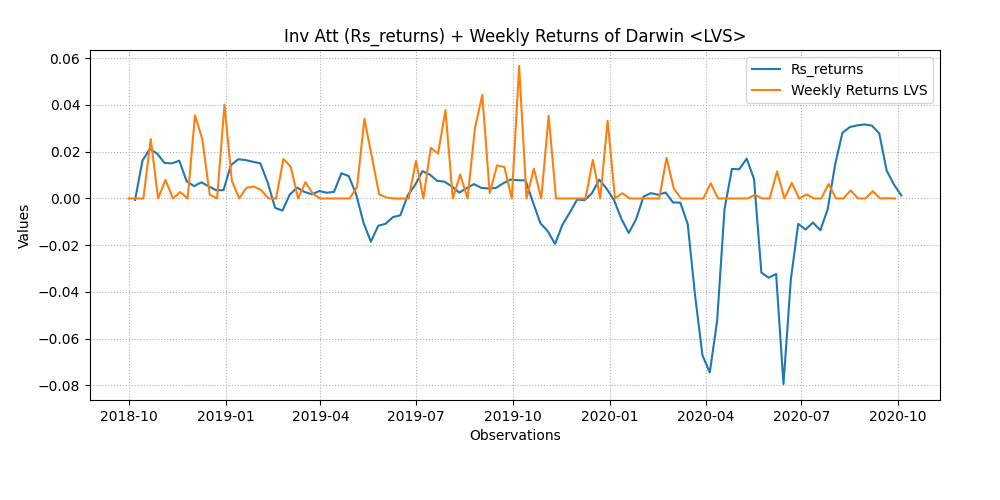 Inv Att (Rs_returns) + Weekly Returns of Darwin <LVS>
Rs_returns
Weekly Returns LVS
Values
0.06
0.04
0.02
0.00
−0.02
−0.04
−0.06
−0.08
2018-10 2019-01 2019-04 2019-07 2019-10 2020-01 2020-04 2020-07 2020-10
Observations